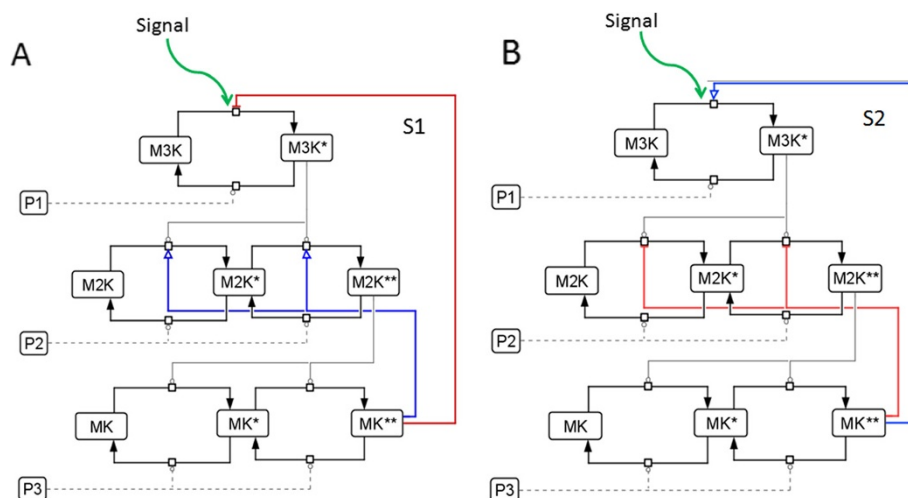 A
Signal
S1
M3K
M3K*
P1
M2K
M2K*
M2K**
P2
MK
MK*
MK**
P3
B
Signal
S2
M3K
M3K*
P1
M2K
M2K*
M2K**
P2
MK
MK*
MK**
P3